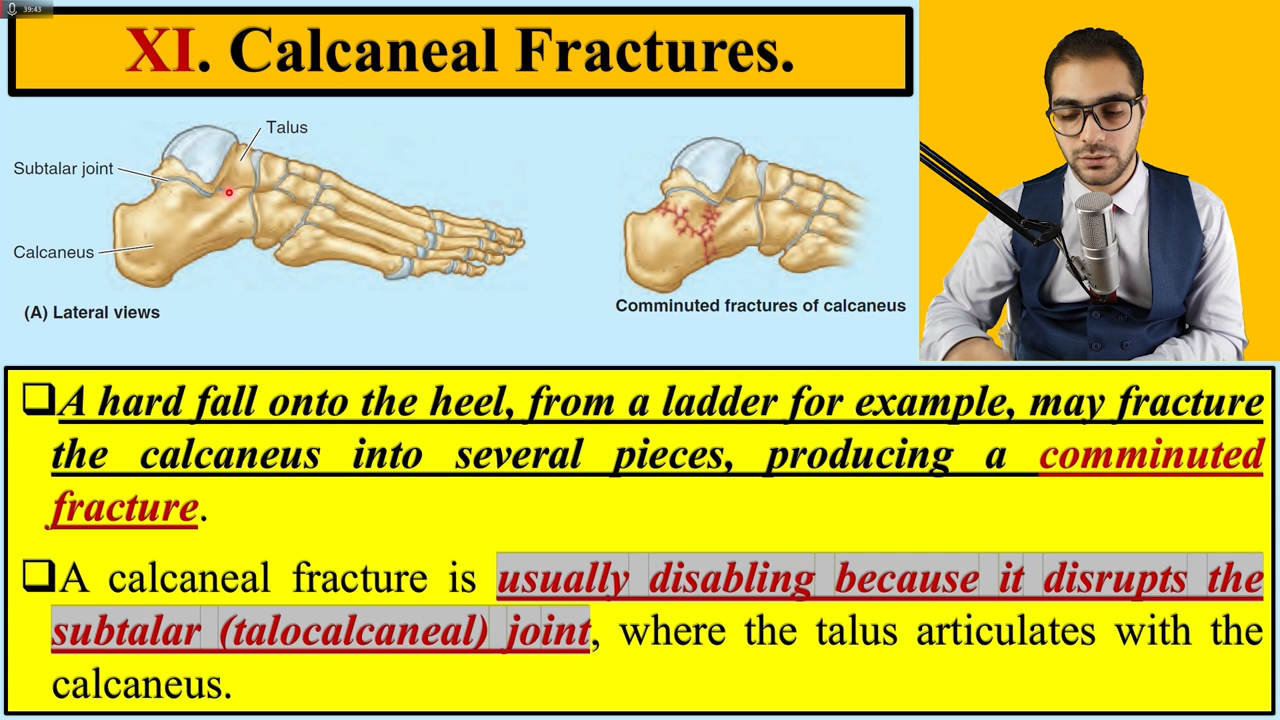 39:43
XI. Calcaneal Fractures.
Talus
Subtalar joint
Calcaneus
(A) Lateral views
Comminuted fractures of calcaneus
❑A hard fall onto the heel, from a ladder for example, may fracture
the calcaneus into several pieces, producing a comminuted
fracture.
❑A calcaneal fracture is usually disabling because it disrupts the
subtalar (talocalcaneal) joint, where the talus articulates with the
calcaneus.